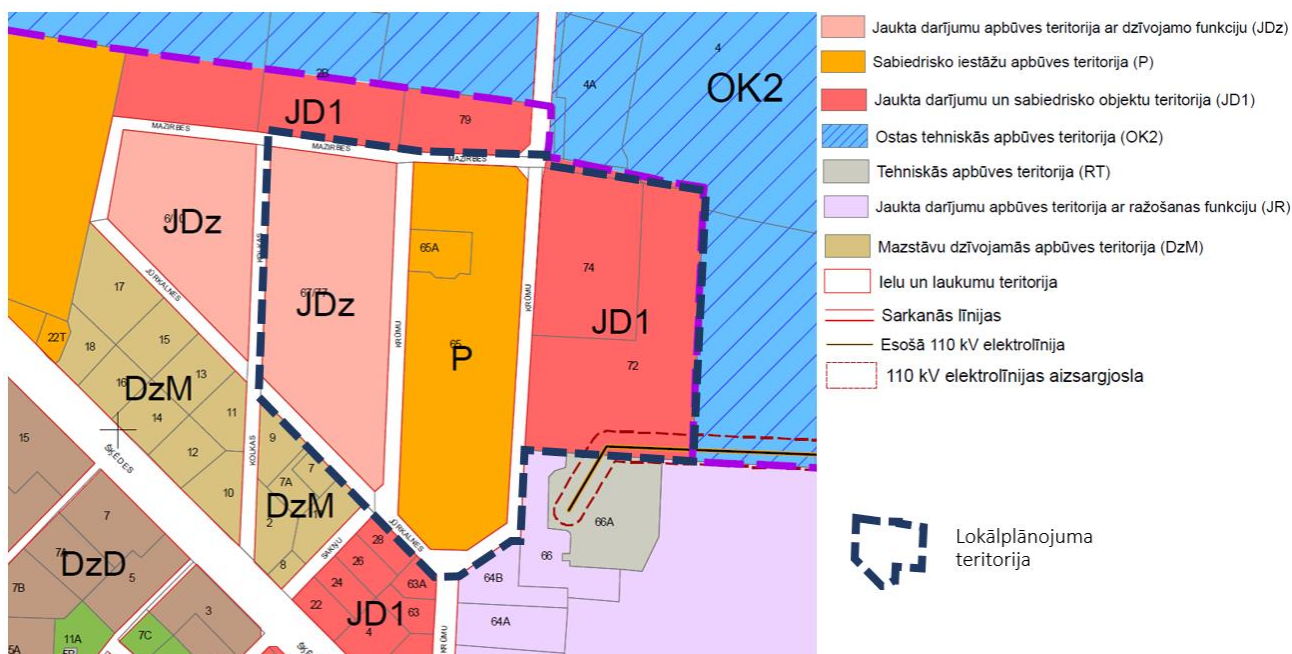 2B
4
4A
OK2
JD1
79
MAZIRBES
MAZIRBES
MAZIRBES
JDz
KOLKAS
JŪRKALNES
65A
67/77
JDz
KRŪMU
KRŪMU
74
JD1
72
65
P
17
22T
18
15
16
13
DzM
14
11
12
10
KOLKAS
9
7
7A
DzM
2
8
15
ŠĶĒDES
7
7A
DzD
5
7B
3
11A
7C
5A
SAKŅU
JŪRKALNES
28
26
24
22
63A
63
JD1
4
KRŪMU
ŠĶĒDES
66A
66
64B
64A
Jaukta darījumu apbūves teritorija ar dzīvojamo funkciju (JDz)
Sabiedrisko iestāžu apbūves teritorija (P)
Jaukta darījumu un sabiedrisko objektu teritorija (JD1)
Ostas tehniskās apbūves teritorija (OK2)
Tehniskās apbūves teritorija (RT)
Jaukta darījumu apbūves teritorija ar ražošanas funkciju (JR)
Mazstāvu dzīvojamās apbūves teritorija (DzM)
Ielu un laukumu teritorija
Sarkanās līnijas
Esošā 110 kV elektrolīnija
110 kV elektrolīnijas aizsargjosla
Lokālplānojuma
teritorija